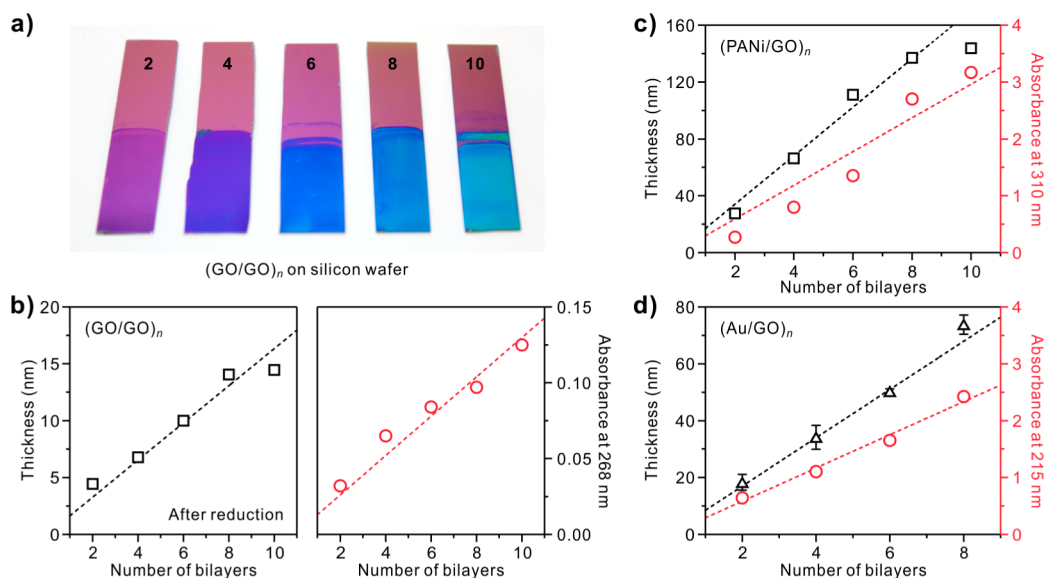 a)
2 4 6 8 10
(GO/GO)n on silicon wafer
b)
(GO/GO)n
After reduction
Thickness (nm)
20
15
10
5
0
2 4 6 8 10
Number of bilayers
0.15
0.10
0.05
0.00
Absorbance at 268 nm
2 4 6 8 10
Number of bilayers
c)
(PANi/GO)n
Thickness (nm)
160
120
80
40
0
4
3
2
1
0
Absorbance at 310 nm
2 4 6 8 10
Number of bilayers
d)
(Au/GO)n
Thickness (nm)
80
60
40
20
0
4
3
2
1
0
Absorbance at 215 nm
2 4 6 8
Number of bilayers